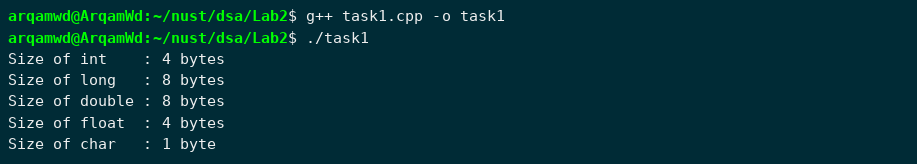 arqamwd@ArqamWd:~/nust/dsa/Lab2$ g++ task1.cpp -o task1
arqamwd@ArqamWd:~/nust/dsa/Lab2$ ./task1
Size of int    : 4 bytes
Size of long   : 8 bytes
Size of double : 8 bytes
Size of float  : 4 bytes
Size of char   : 1 byte